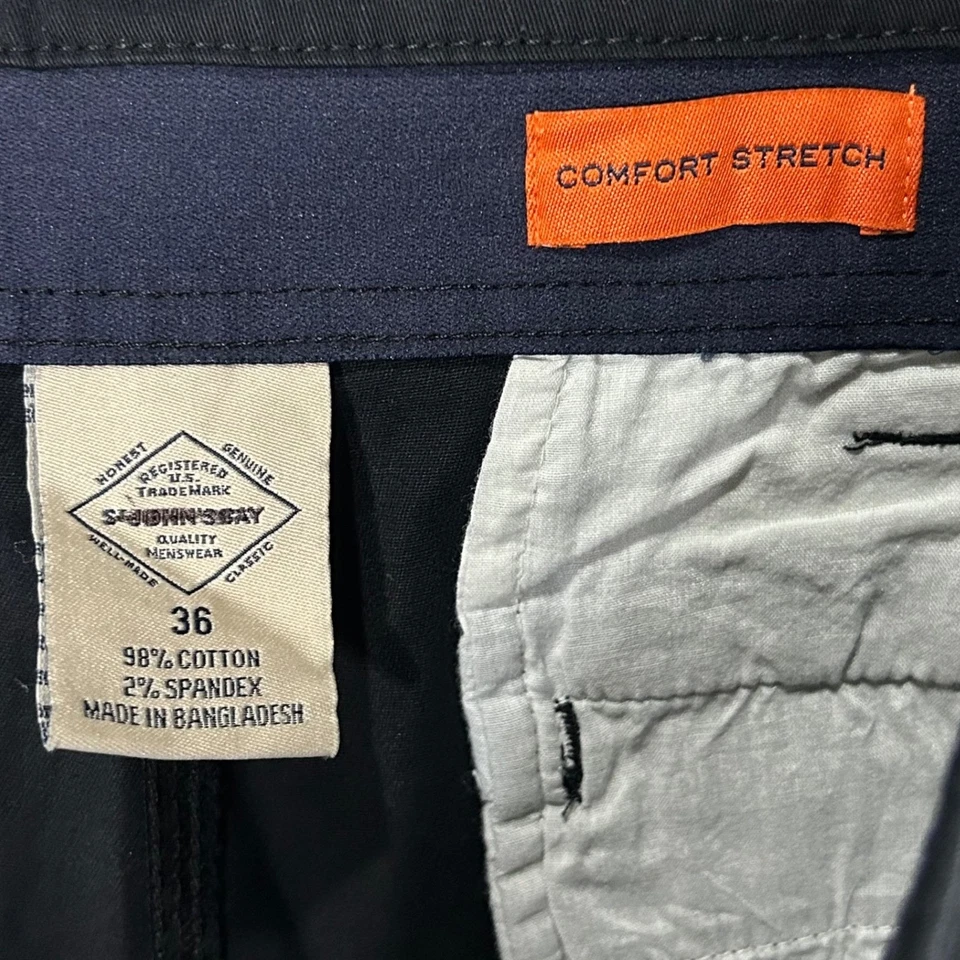 COMFORT STRETCH
HONEST
GENUINE
REGISTERED
U.S.
TRADEMARK
ST. JOHN'S BAY
QUALITY
MENSWEAR
WELL-MADE
CLASSIC
36
98% COTTON
2% SPANDEX
MADE IN BANGLADESH